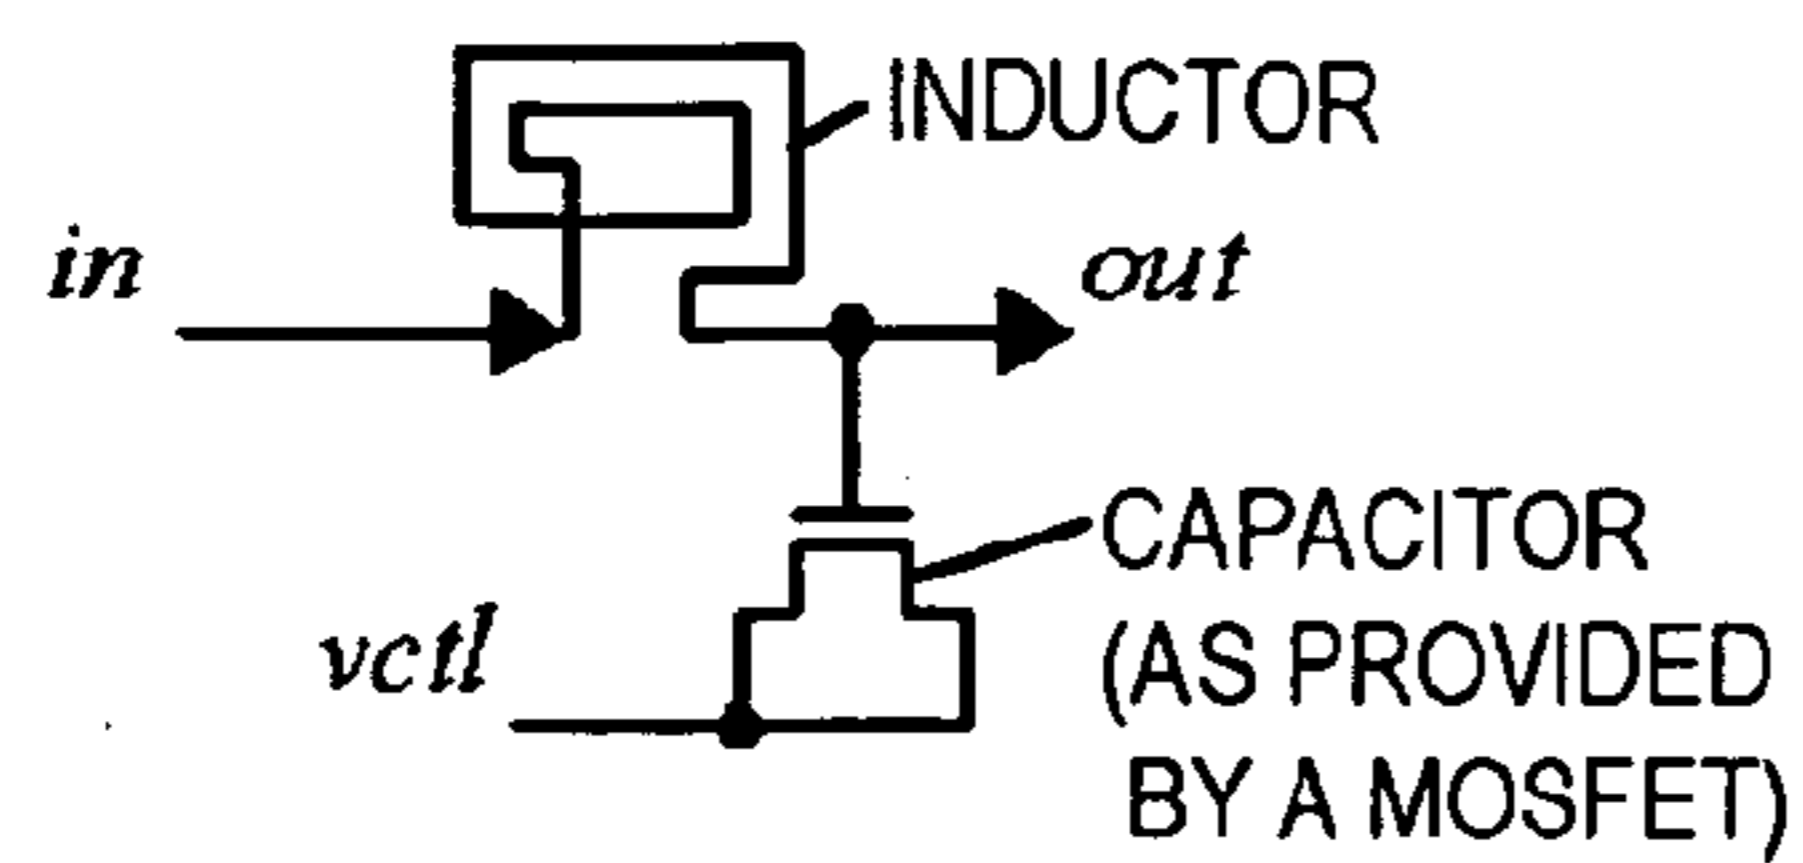 INDUCTOR
in
out
CAPACITOR
(AS PROVIDED
BY A MOSFET)
vctl